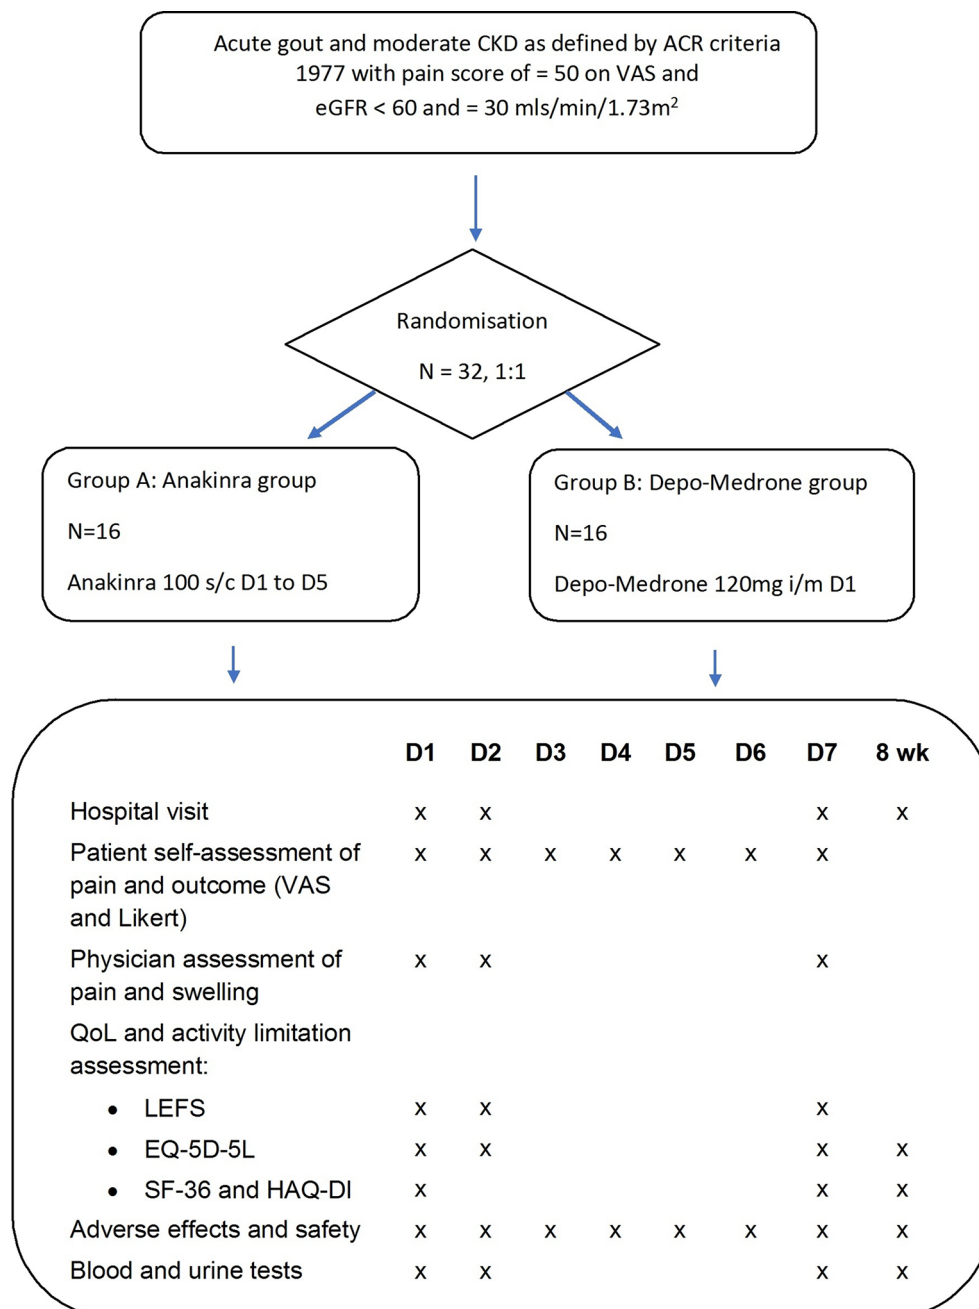 Acute gout and moderate CKD as defined by ACR criteria
1977 with pain score of = 50 on VAS and
eGFR < 60 and = 30 mls/min/1.73m²
Randomisation
N = 32, 1:1
Group A: Anakinra group
N=16
Anakinra 100 s/c D1 to D5
Group B: Depo-Medrone group
N=16
Depo-Medrone 120mg i/m D1
D1 D2 D3 D4 D5 D6 D7 8 wk
Hospital visit x x x x
Patient self-assessment of x x x x x x x
pain and outcome (VAS
and Likert)
Physician assessment of x x x
pain and swelling
QoL and activity limitation
assessment:
• LEFS x x x
• EQ-5D-5L x x x x
• SF-36 and HAQ-DI x x x
Adverse effects and safety x x x x x x x x
Blood and urine tests x x x x